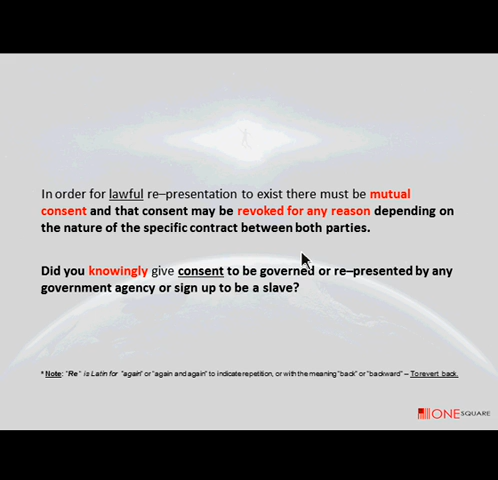 In order for lawful re–presentation to exist there must be mutual
consent and that consent may be revoked for any reason depending on
the nature of the specific contract between both parties.
Did you knowingly give consent to be governed or re–presented by any
government agency or sign up to be a slave?
* Note: "Re" is Latin for "again" or "again and again" to indicate repetition, or with the meaning "back" or "backward" – To revert back.
ONE SQUARE